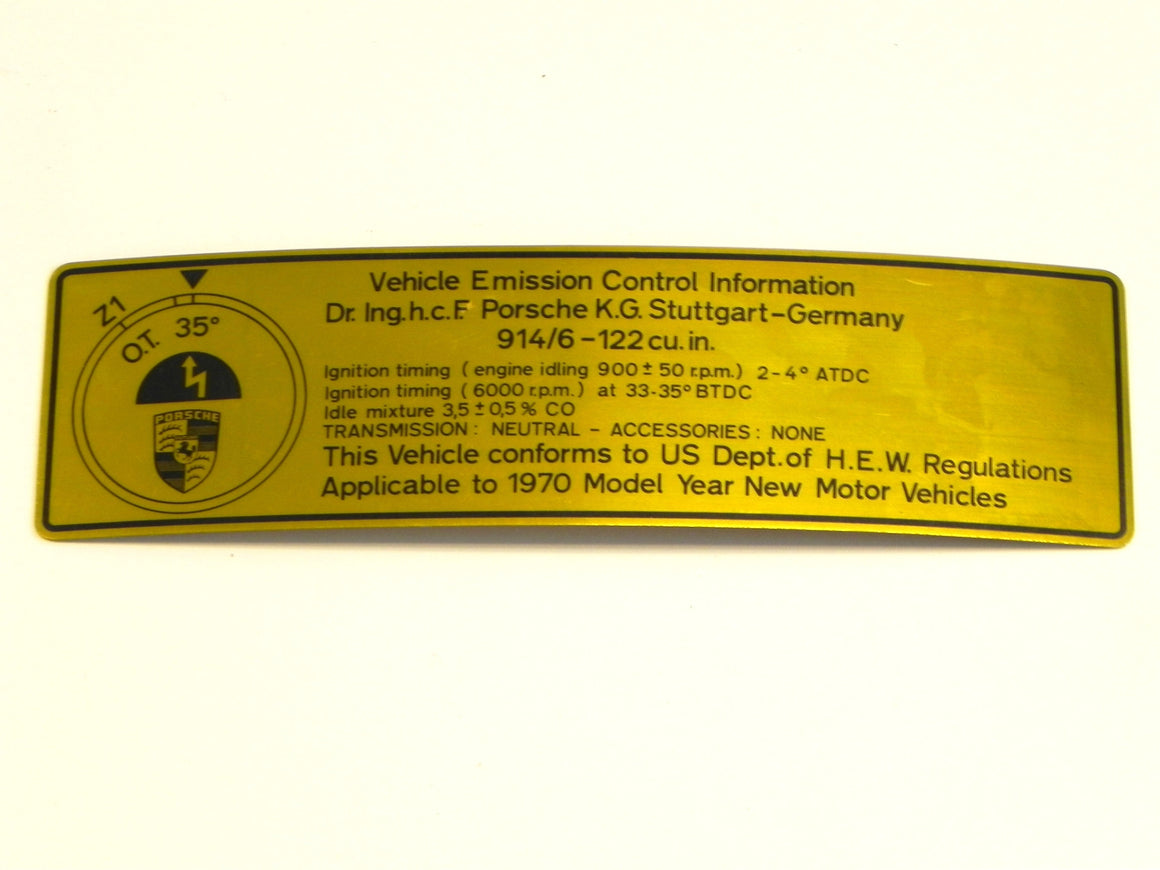 Vehicle Emission Control Information
Dr. Ing.h.c.F. Porsche K.G. Stuttgart-Germany
914/6 - 122 cu. in.
Ignition timing ( engine idling 900 ± 50 r.p.m.) 2 - 4° ATDC
Ignition timing ( 6000 r.p.m.) at 33-35° BTDC
Idle mixture 3,5 ± 0,5 % CO
TRANSMISSION : NEUTRAL - ACCESSORIES : NONE
This Vehicle conforms to US Dept. of H.E.W. Regulations
Applicable to 1970 Model Year New Motor Vehicles
Z1
O.T. 35°
PORSCHE